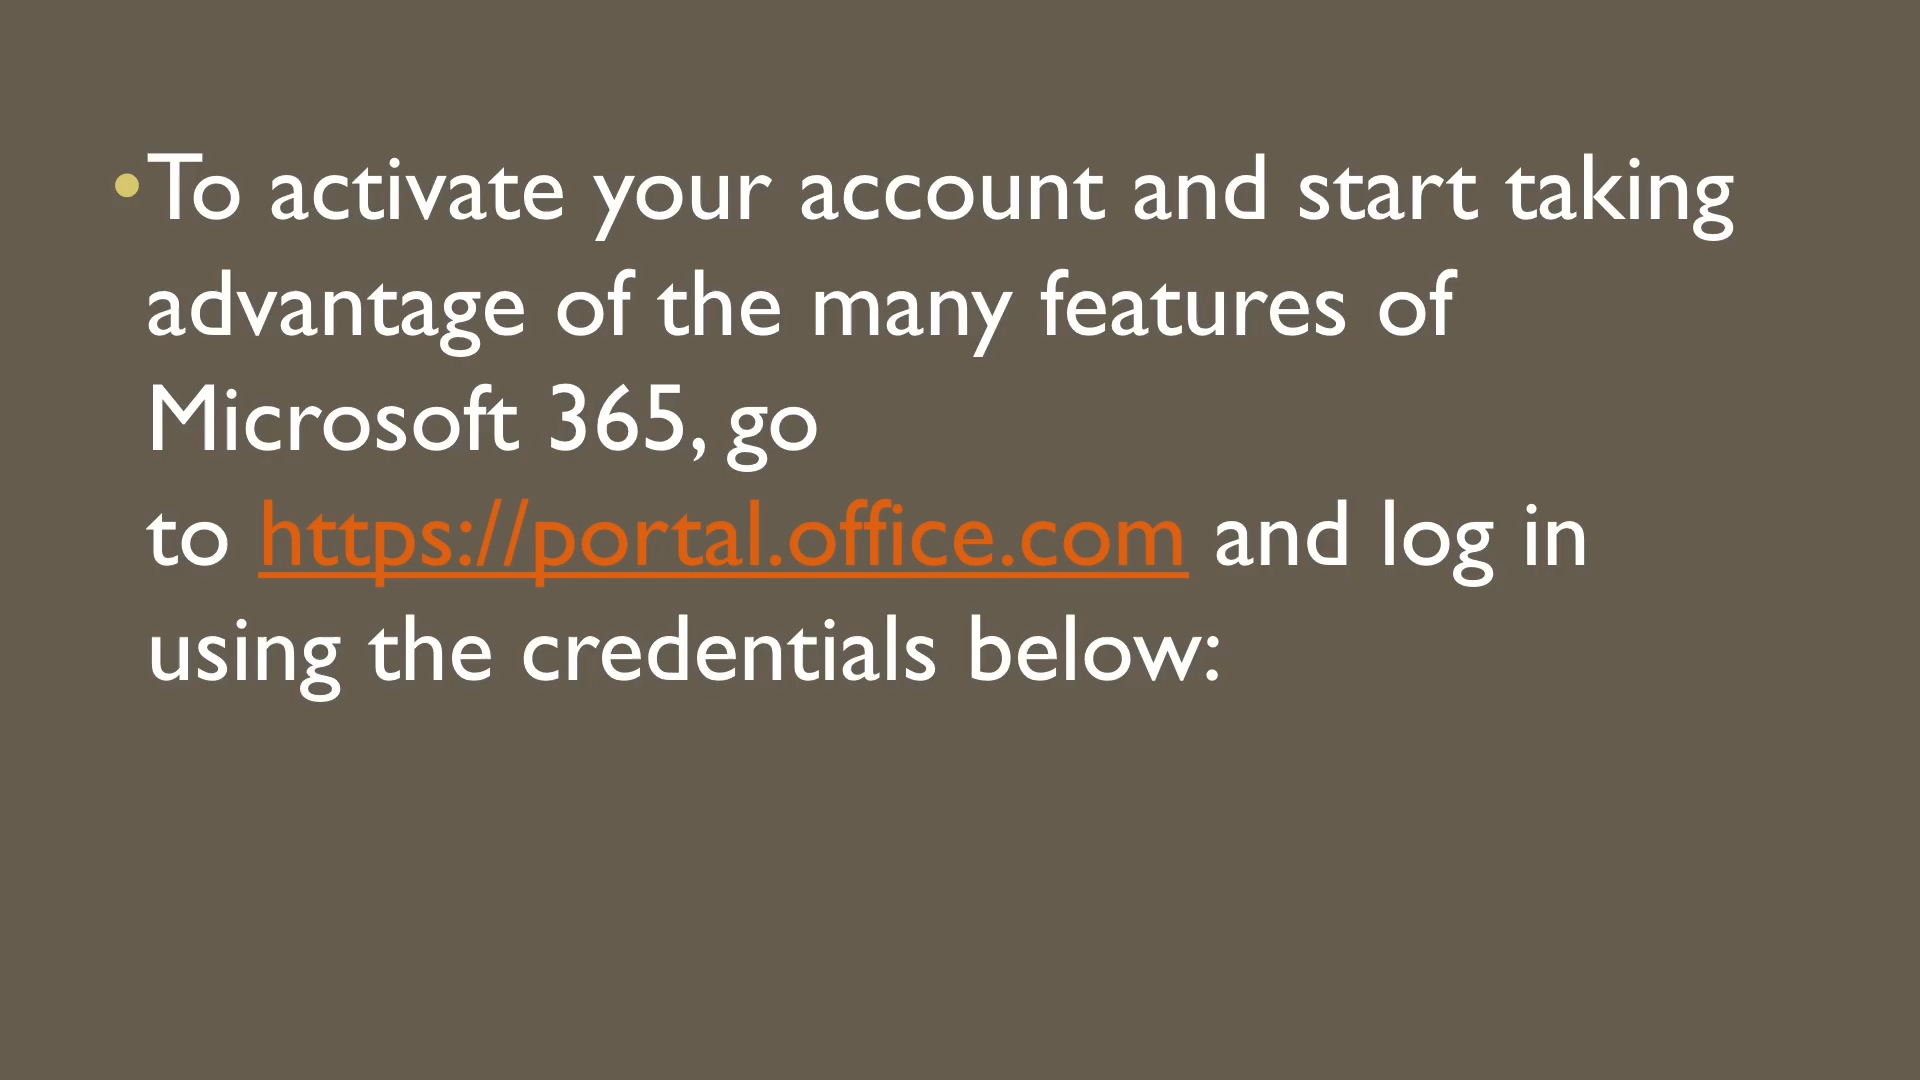 •To activate your account and start taking
advantage of the many features of
Microsoft 365, go
to https://portal.office.com and log in
using the credentials below: